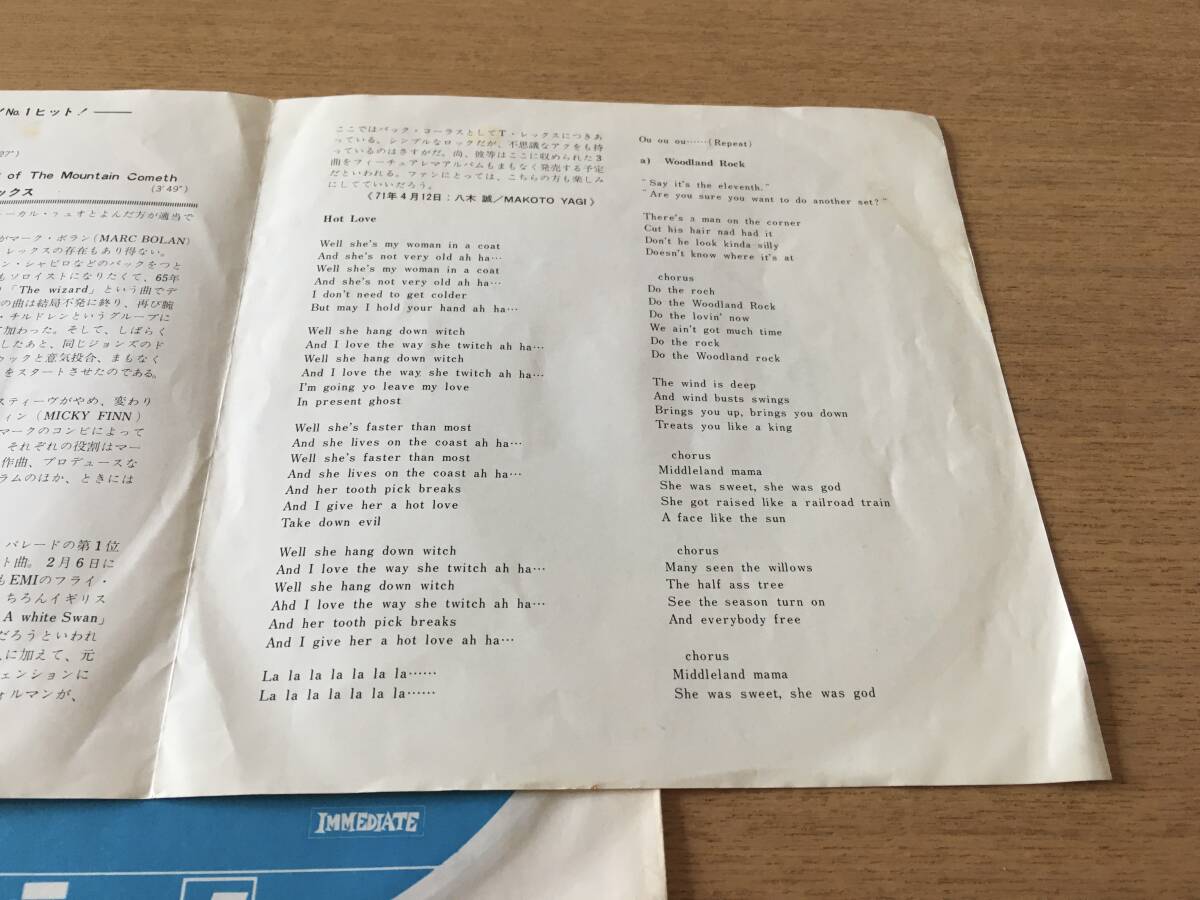 /No.1ヒット!――
27")
of The Mountain Cometh
(3'49")
ックス
ーカル・フェオとよんだ方が適当で
がマーク・ボラン(MARC BOLAN)
レックスの存在もあり得ない。
ン・シャピロなどのバックをつと
もソロイストになりたくて、65年
「The wizard」という曲でデ
の曲は結局不発に終り、再び腕
・チルドレンというグループに
加わった。そして、しばらく
したあと、同じジョンズのド
ゥックと意気投合、まもなく
をスタートさせたのである。
スティーヴがやめ、変わり
ィン(MICKY FINN)
マークのコンビによって
それぞれの役割はマー
作曲、プロデュースな
ラムのほか、ときには
パレードの第1位
ト曲。2月6日に
もEMIのフライ・
ちろんイギリス
A white Swan」
だろうといわれ
に加えて、元
ェンションに
ォルマンが、
ここではバック・コーラスとしてT・レックスにつきあ
っている。シンプルなロックだが、不思議なアクをも持
っているのはさすがだ。尚、彼等はここに収められた3
曲をフィーチュアレマアルバムもまもなく発売する予定
だといわれる。ファンにとっては、こちらの方も楽しみ
にしてていいだろう。
《71年4月12日:八木 誠/MAKOTO YAGI》
Hot Love
Well she's my woman in a coat
And she's not very old ah ha…
Well she's my woman in a coat
And she's not very old ah ha…
I don't need to get colder
But may I hold your hand ah ha…
Well she hang down witch
And I love the way she twitch ah ha…
Well she hang down witch
And I love the way she twitch ah ha…
I'm going yo leave my love
In present ghost
Well she's faster than most
And she lives on the coast ah ha…
Well she's faster than most
And she lives on the coast ah ha…
And her tooth pick breaks
And I give her a hot love
Take down evil
Well she hang down witch
And I love the way she twitch ah ha…
Well she hang down witch
Ahd I love the way she twitch ah ha…
And her tooth pick breaks
And I give her a hot love ah ha…
La la la la la la la……
La la la la la la la……
Ou ou ou……(Repeat)
a) Woodland Rock
"Say it's the eleventh."
"Are you sure you want to do another set?"
There's a man on the corner
Cut his hair nad had it
Don't he look kinda silly
Doesn't know where it's at
chorus
Do the roch
Do the Woodland Rock
Do the lovin' now
We ain't got much time
Do the rock
Do the Woodland rock
The wind is deep
And wind busts swings
Brings you up, brings you down
Treats you like a king
chorus
Middleland mama
She was sweet, she was god
She got raised like a railroad train
A face like the sun
chorus
Many seen the willows
The half ass tree
See the season turn on
And everybody free
chorus
Middleland mama
She was sweet, she was god
IMMEDIATE